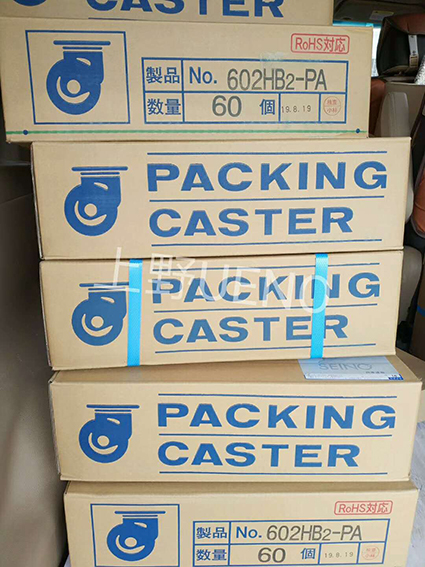 CASTER
RoHS対応
製品 No. 602HB2-PA
数量 60 個 19.8.19
PACKING
CASTER
上野UENO
PACKING
CASTER
SEINO
PACKING
CASTER
RoHS対応
製品 No. 602HB2-PA
数量 60 個 19.8.19